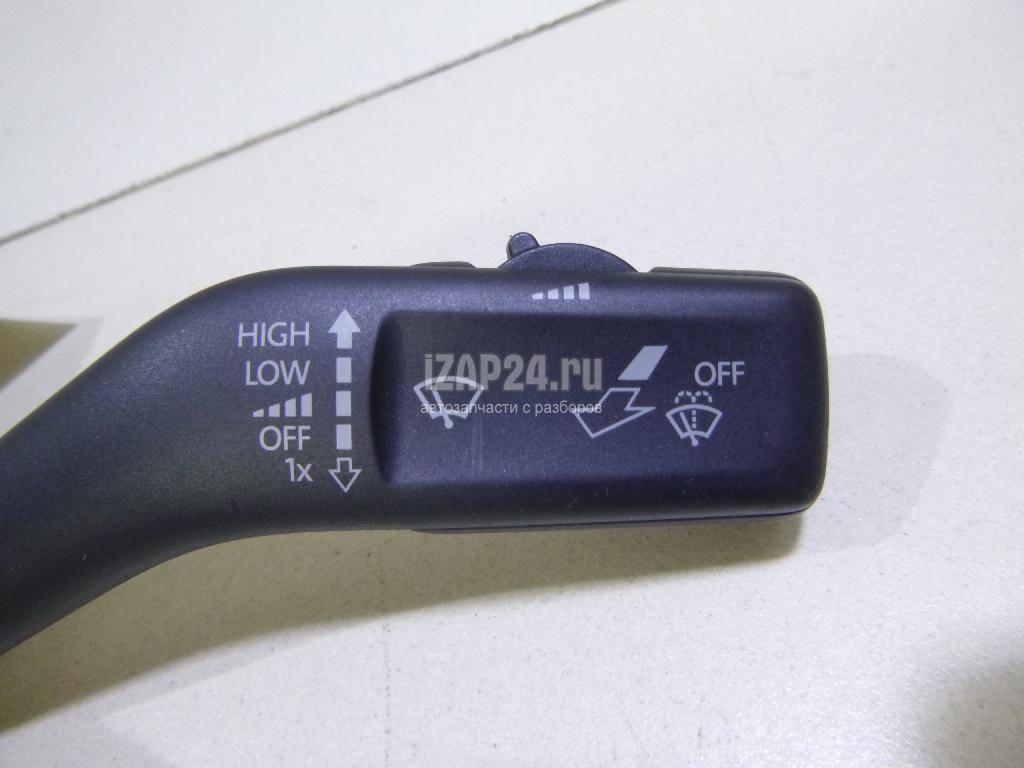 HIGH
LOW
OFF
1x
OFF
iZAP24.ru
автозапчасти с разборов